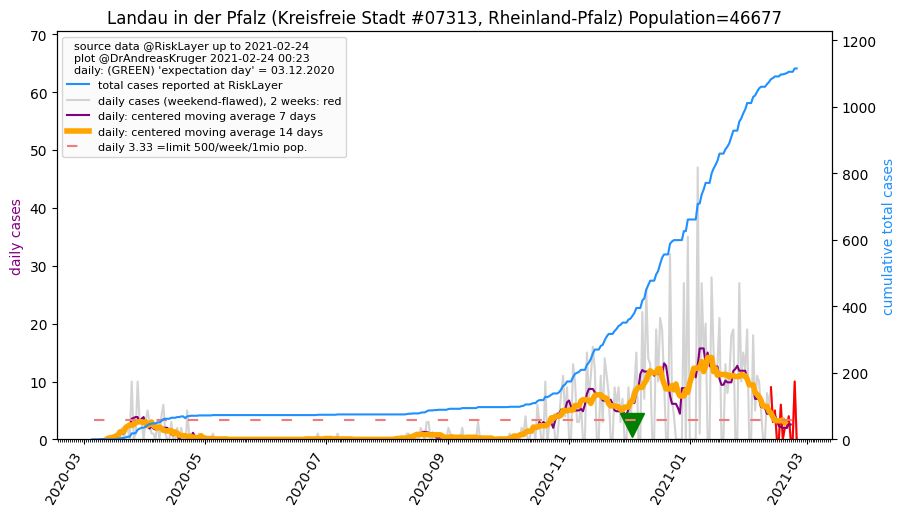 Landau in der Pfalz (Kreisfreie Stadt #07313, Rheinland-Pfalz) Population=46677
source data @RiskLayer up to 2021-02-24
plot @DrAndreasKruger 2021-02-24 00:23
daily: (GREEN) 'expectation day' = 03.12.2020
total cases reported at RiskLayer
daily cases (weekend-flawed), 2 weeks: red
daily: centered moving average 7 days
daily: centered moving average 14 days
daily 3.33 =limit 500/week/1mio pop.
daily cases
70
60
50
40
30
20
10
0
cumulative total cases
1200
1000
800
600
400
200
0
2020-03
2020-05
2020-07
2020-09
2020-11
2021-01
2021-03